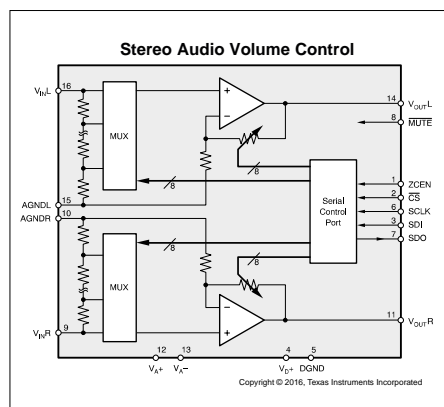 Stereo Audio Volume Control
VINL
16
MUX
+
–
14
VOUTL
8
MUTE
8
8
AGNDL
15
AGNDR
10
Serial
Control
Port
1
ZCEN
2
CS
6
SCLK
3
SDI
7
SDO
8
8
MUX
–
+
VINR
9
11
VOUTR
12
13
4
5
VA+
VA–
VD+
DGND
Copyright © 2016, Texas Instruments Incorporated